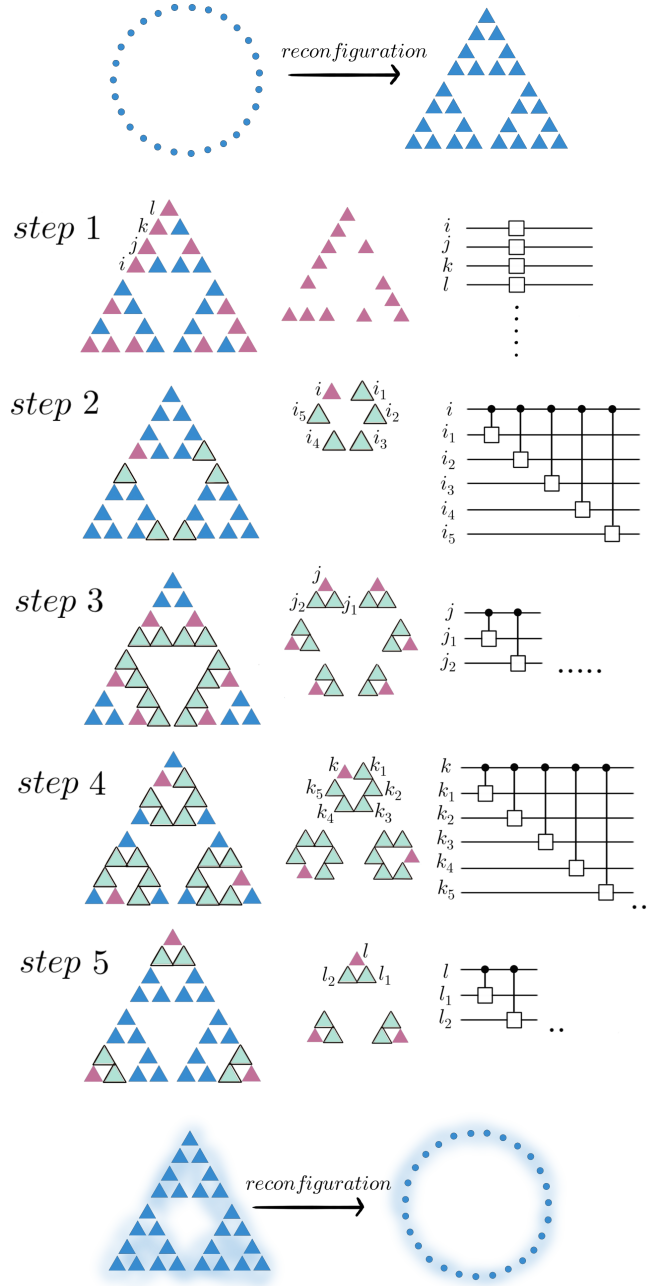 reconfiguration
step 1
l
k
j
i
i
j
k
l
step 2
i
i₁
i₅
i₂
i₄
i₃
i
i₁
i₂
i₃
i₄
i₅
step 3
j
j₂
j₁
j
j₁
j₂
step 4
k
k₁
k₅
k₂
k₄
k₃
k
k₁
k₂
k₃
k₄
k₅
step 5
l
l₂
l₁
l
l₁
l₂
reconfiguration